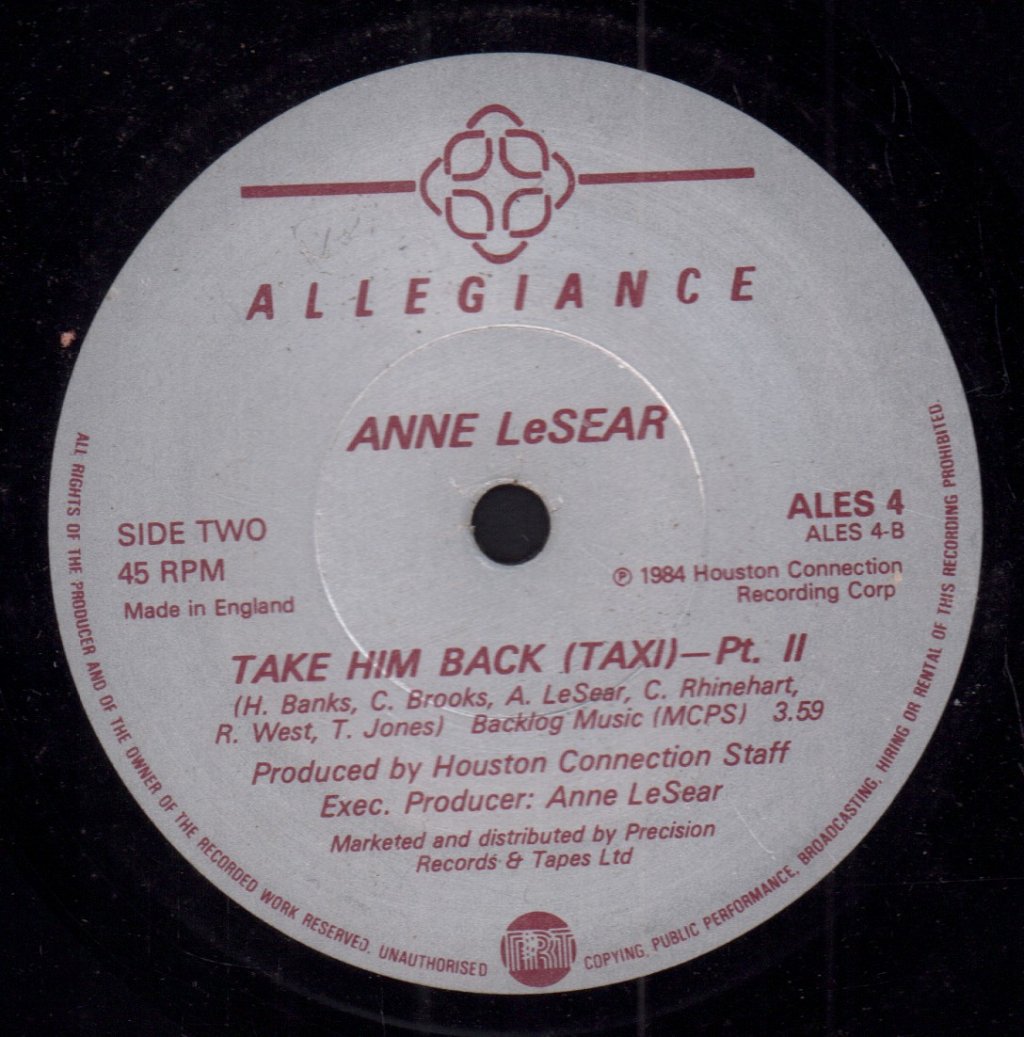 ALLEGIANCE
ANNE LeSEAR
SIDE TWO
45 RPM
Made in England
ALES 4
ALES 4-B
℗ 1984 Houston Connection
Recording Corp
TAKE HIM BACK (TAXI)—Pt. II
(H. Banks, C. Brooks, A. LeSear, C. Rhinehart,
R. West, T. Jones) Backlog Music (MCPS) 3.59
Produced by Houston Connection Staff
Exec. Producer: Anne LeSear
Marketed and distributed by Precision
Records & Tapes Ltd
ALL RIGHTS OF THE PRODUCER AND OF THE OWNER OF THE RECORDED WORK RESERVED. UNAUTHORISED
PRT
COPYING, PUBLIC PERFORMANCE, BROADCASTING, HIRING OR RENTAL OF THIS RECORDING PROHIBITED.